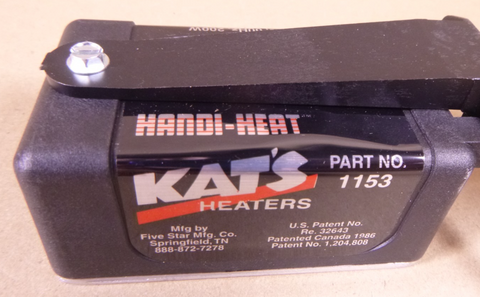 200W
HANDI-HEAT
KAT'S
HEATERS
PART NO.
1153
Mfg by
Five Star Mfg. Co.
Springfield, TN
888-872-7278
U.S. Patent No.
Re. 32643
Patented Canada 1986
Patent No. 1,204,808